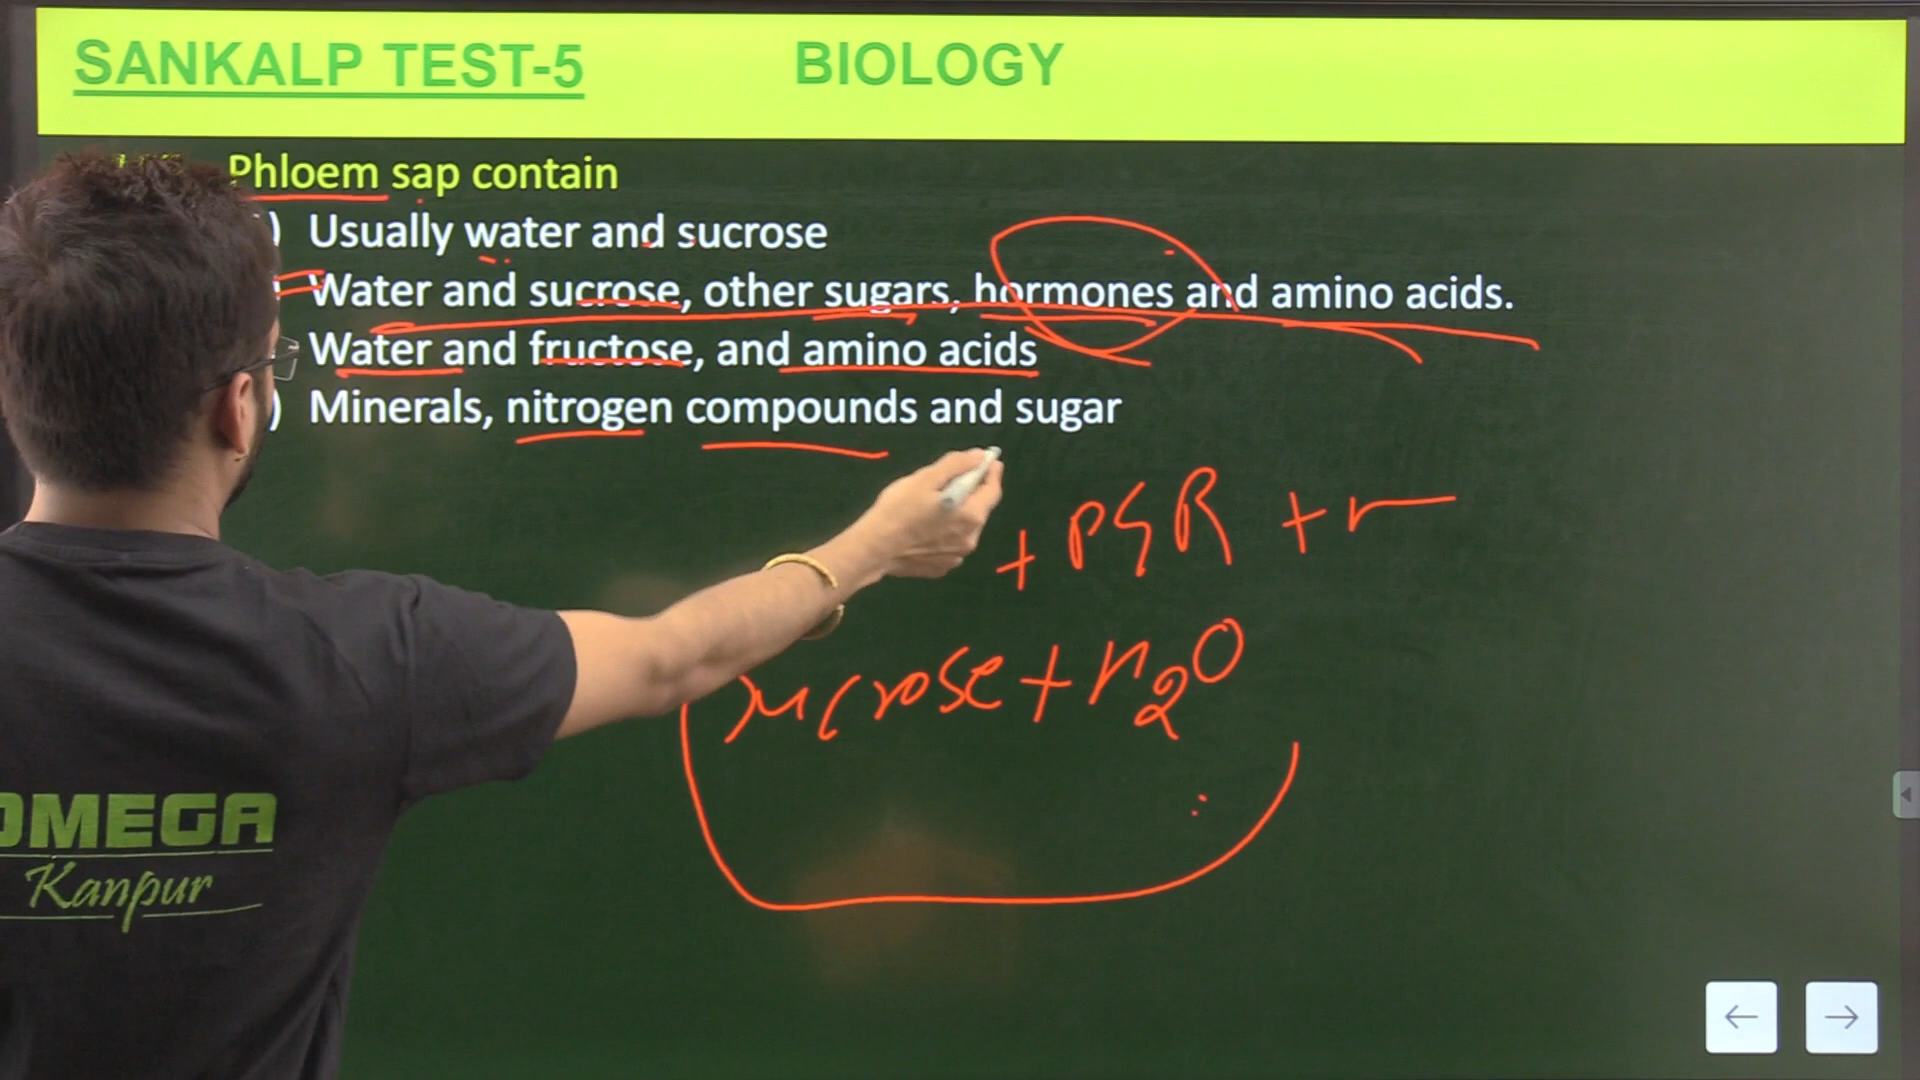 SANKALP TEST-5 BIOLOGY
Phloem sap contain
) Usually water and sucrose
Water and sucrose, other sugars, hormones and amino acids.
Water and fructose, and amino acids
) Minerals, nitrogen compounds and sugar
+ PGR +
sucrose + H2O
OMEGA
Kanpur